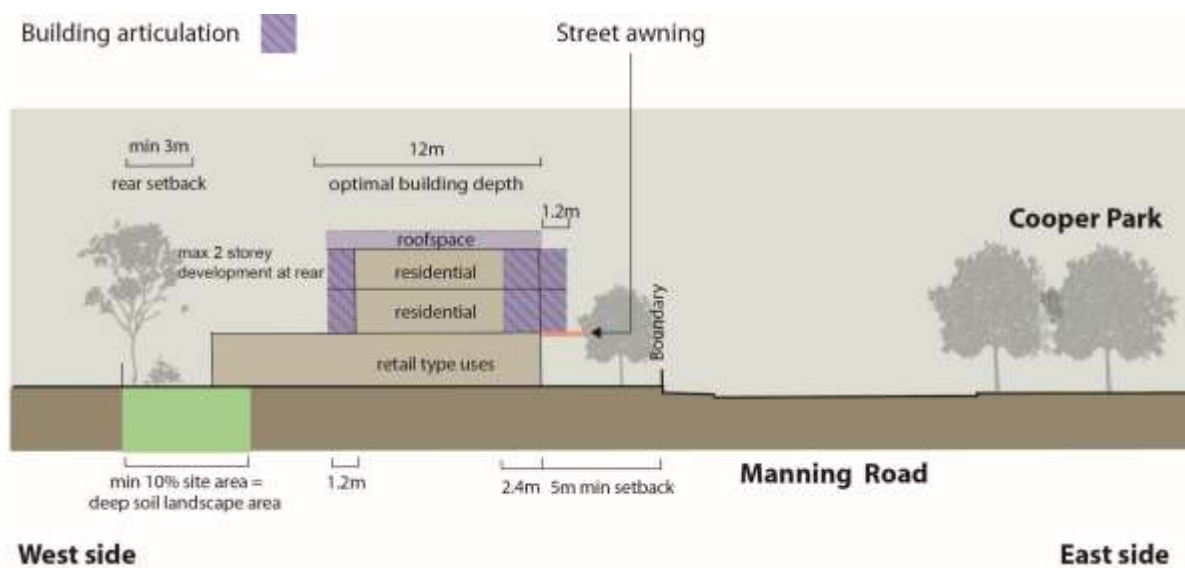 Building articulation
Street awning
min 3m
rear setback
12m
optimal building depth
1.2m
Cooper Park
roofspace
max 2 storey
development at rear
residential
residential
Boundary
retail type uses
min 10% site area =
deep soil landscape area
1.2m
2.4m
5m min setback
Manning Road
West side
East side